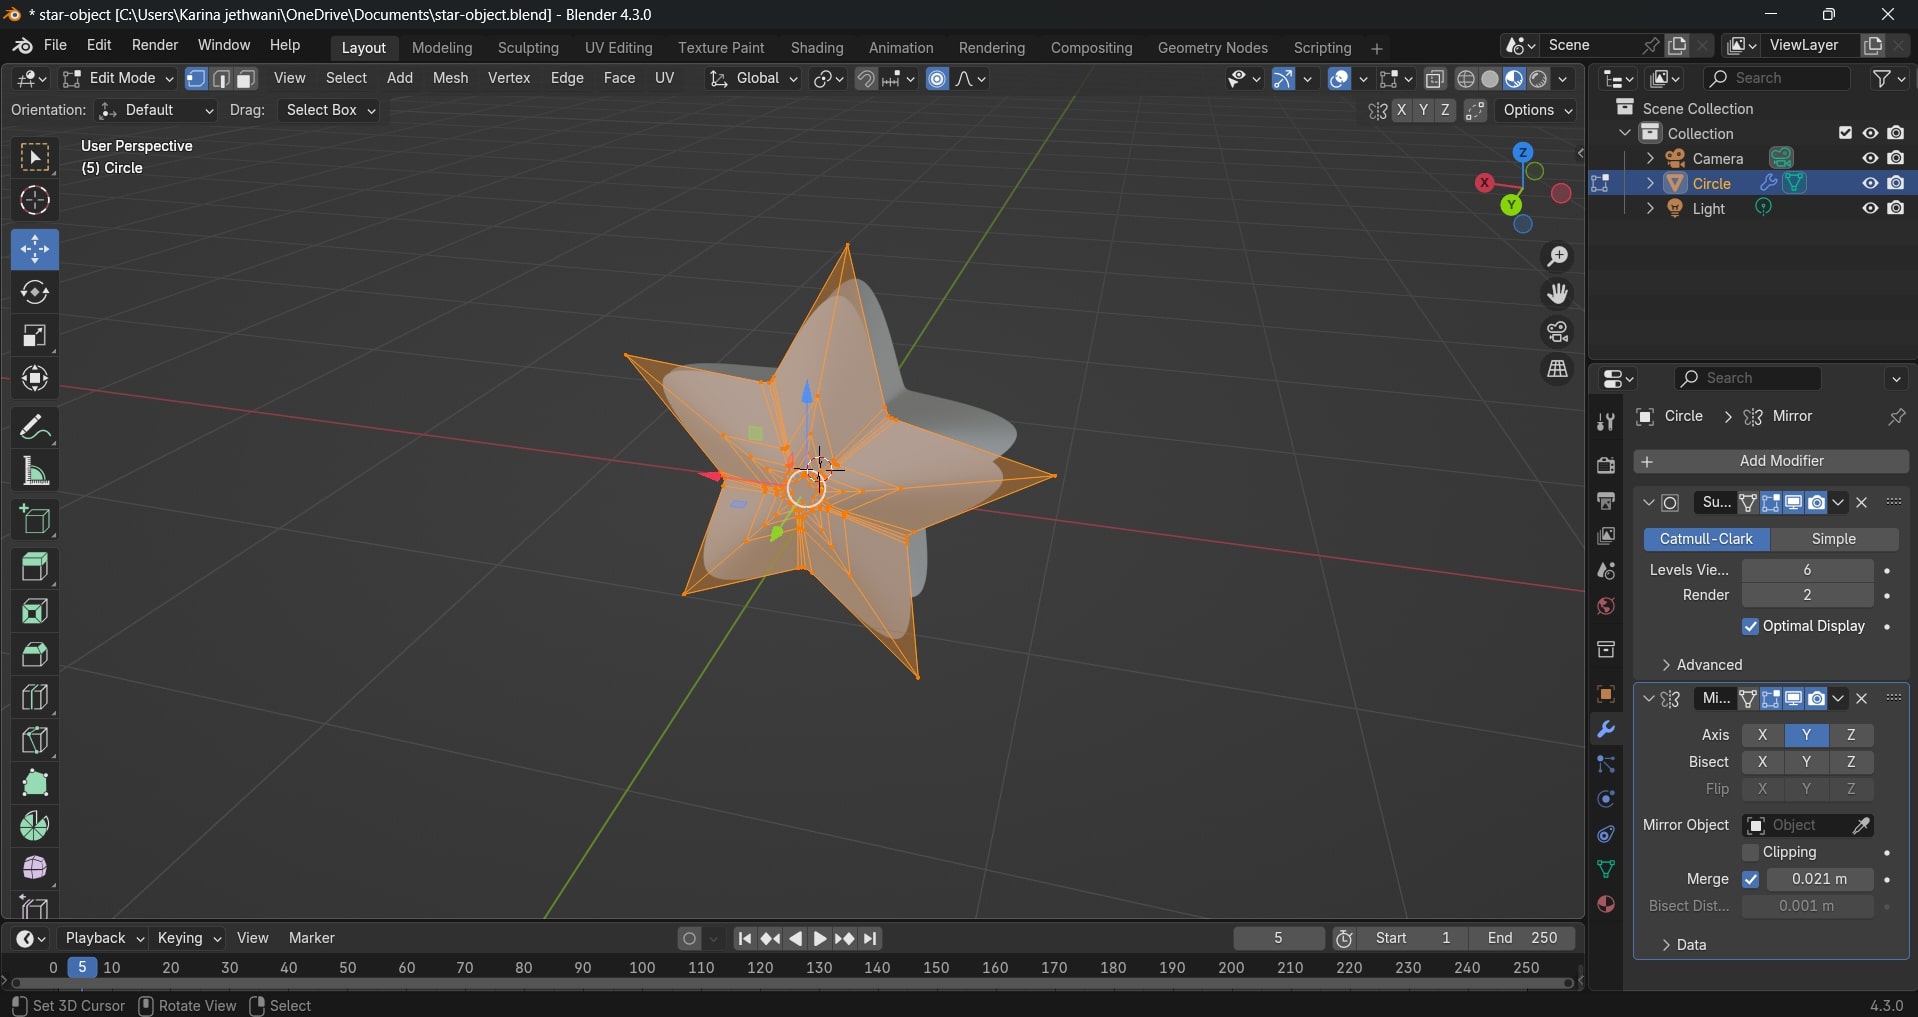 * star-object [C:\Users\Karina jethwani\OneDrive\Documents\star-object.blend] - Blender 4.3.0
File Edit Render Window Help Layout Modeling Sculpting UV Editing Texture Paint Shading Animation Rendering Compositing Geometry Nodes Scripting + Scene ViewLayer
Edit Mode View Select Add Mesh Vertex Edge Face UV Global Search
Orientation: Default Drag: Select Box X Y Z Options
Scene Collection
Collection
Camera
Circle
Light
User Perspective
(5) Circle
Z
X
Y
Search
Circle > Mirror
+ Add Modifier
Su...
Catmull-Clark Simple
Levels Vie... 6
Render 2
Optimal Display
Advanced
Mi...
Axis X Y Z
Bisect X Y Z
Flip X Y Z
Mirror Object Object
Clipping
Merge 0.021 m
Bisect Dist... 0.001 m
Data
Playback Keying View Marker 5 Start 1 End 250
0 5 10 20 30 40 50 60 70 80 90 100 110 120 130 140 150 160 170 180 190 200 210 220 230 240 250
Set 3D Cursor Rotate View Select 4.3.0